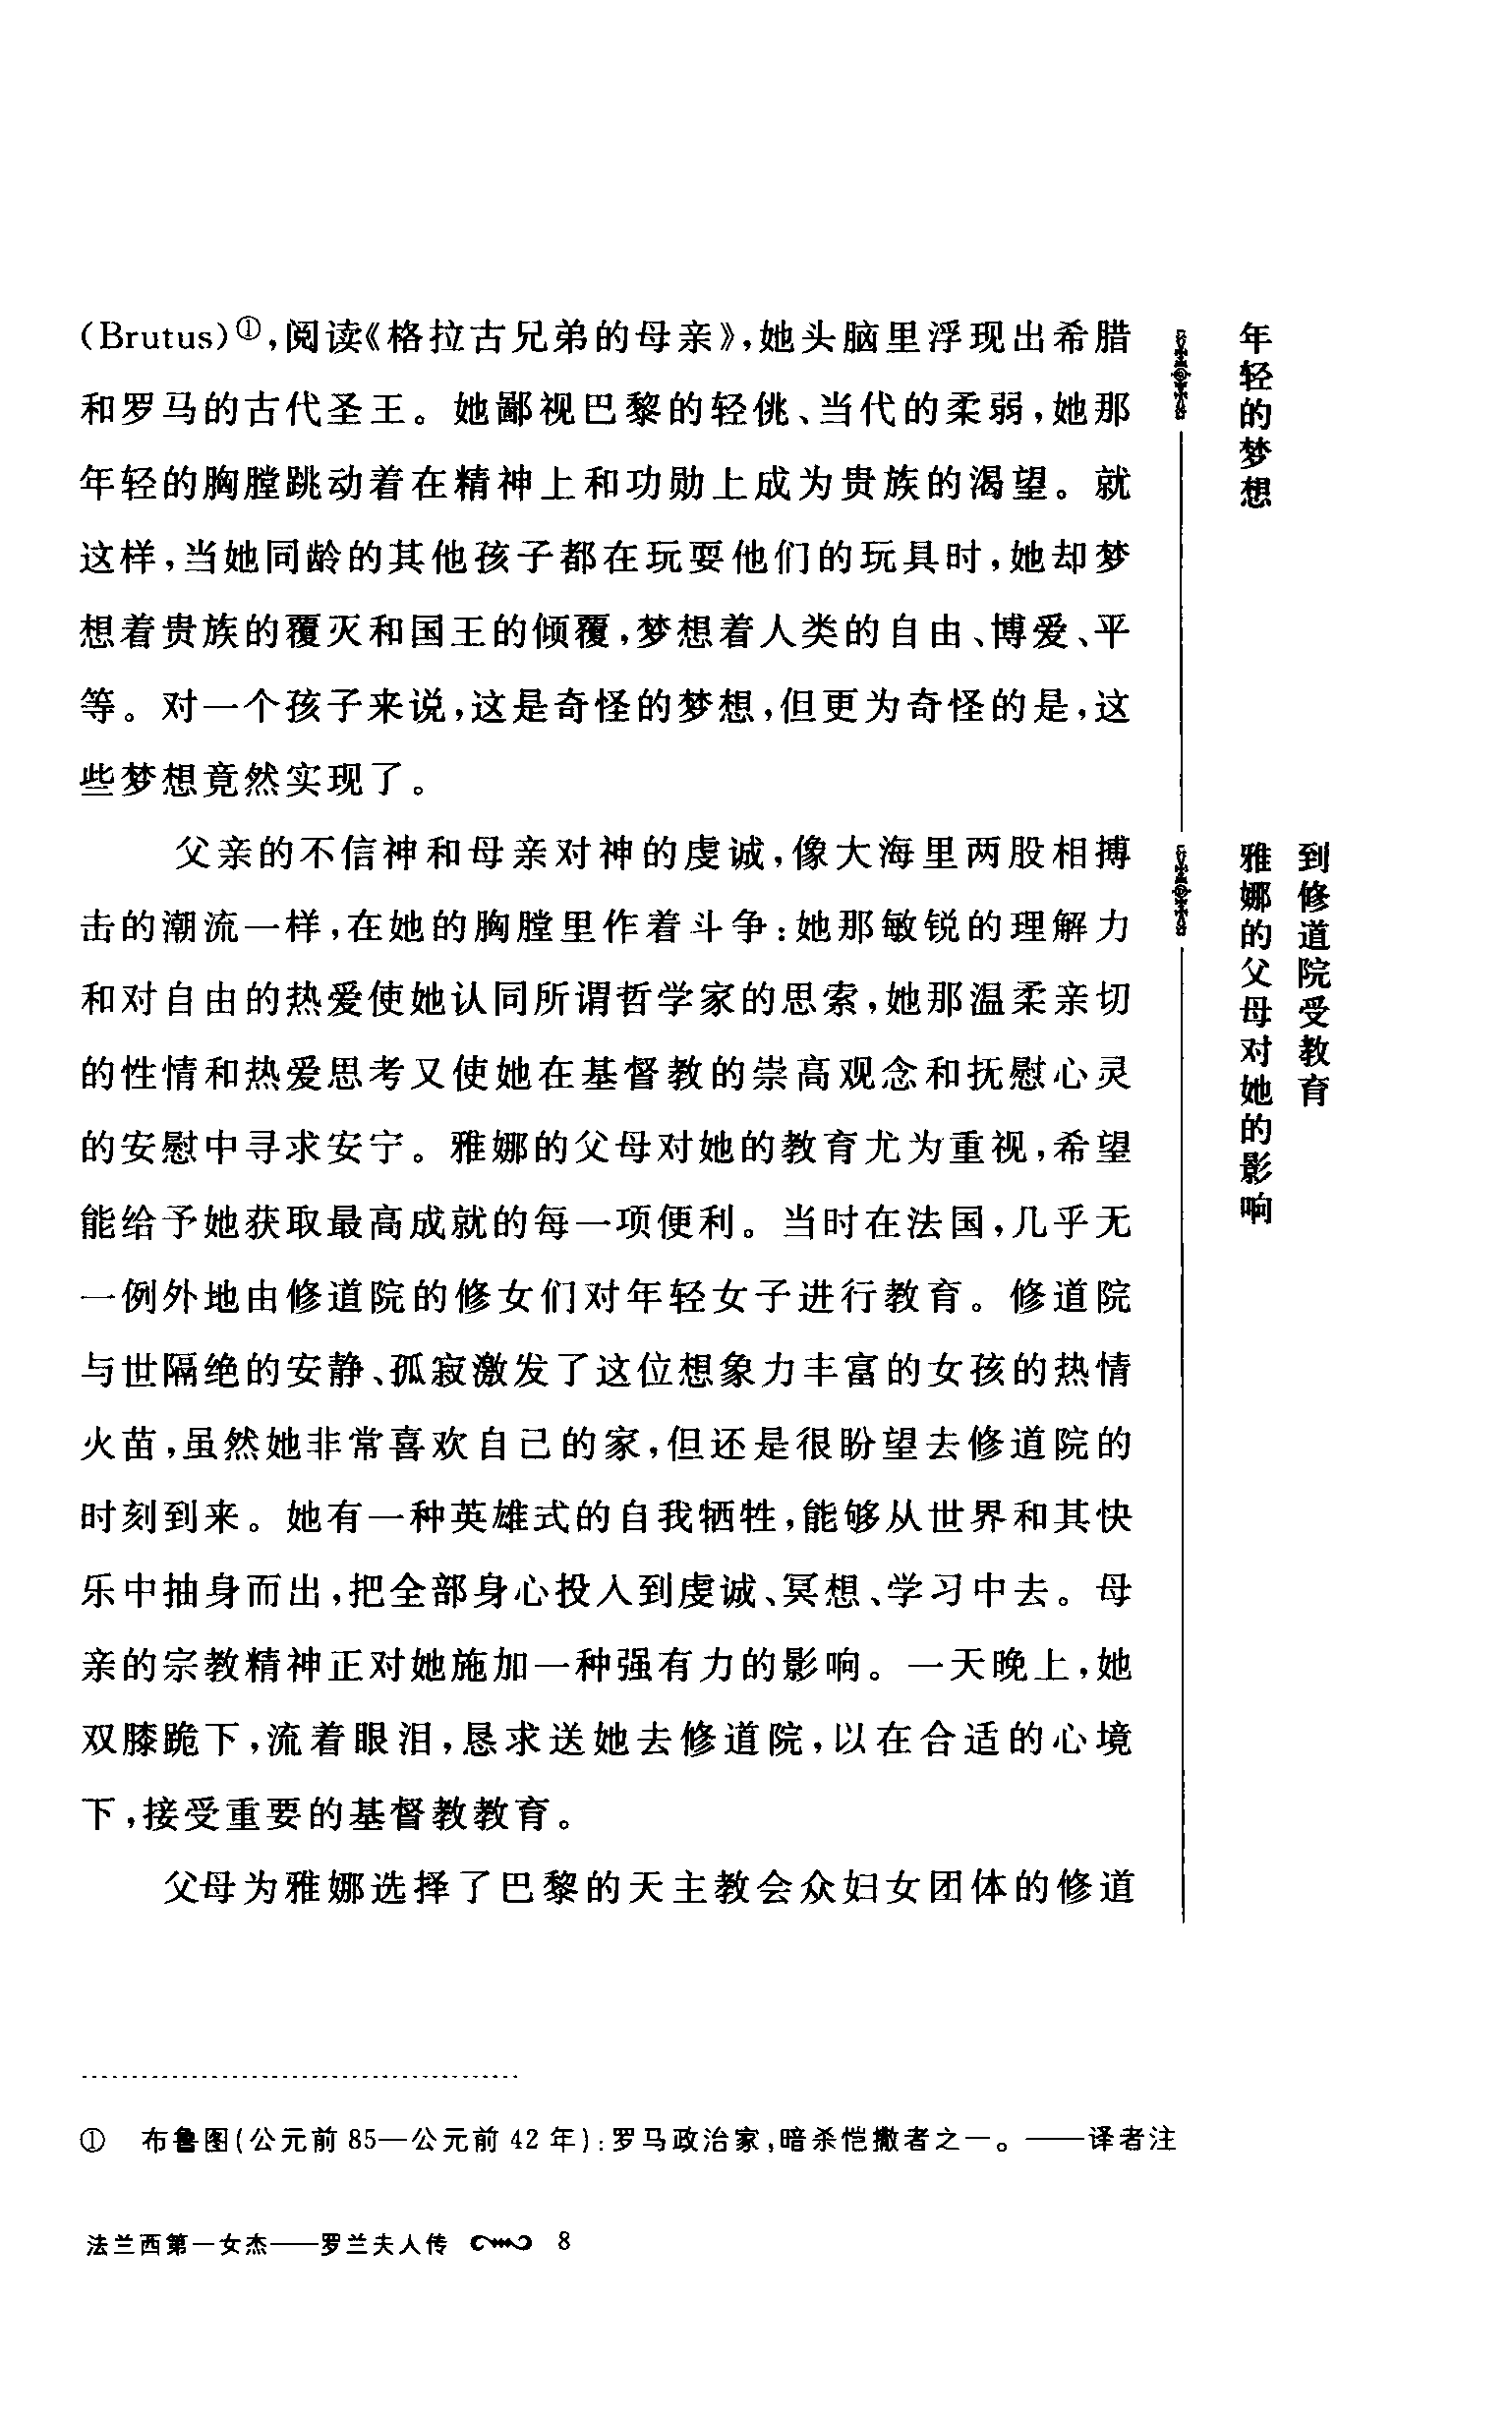 (Brutus)①,阅读《格拉古兄弟的母亲》,她头脑里浮现出希腊
和罗马的古代圣王。她鄙视巴黎的轻佻、当代的柔弱,她那
年轻的胸膛跳动着在精神上和功勋上成为贵族的渴望。就
这样,当她同龄的其他孩子都在玩耍他们的玩具时,她却梦
想着贵族的覆灭和国王的倾覆,梦想着人类的自由、博爱、平
等。对一个孩子来说,这是奇怪的梦想,但更为奇怪的是,这
些梦想竟然实现了。
父亲的不信神和母亲对神的虔诚,像大海里两股相搏
击的潮流一样,在她的胸膛里作着斗争:她那敏锐的理解力
和对自由的热爱使她认同所谓哲学家的思索,她那温柔亲切
的性情和热爱思考又使她在基督教的崇高观念和抚慰心灵
的安慰中寻求安宁。雅娜的父母对她的教育尤为重视,希望
能给予她获取最高成就的每一项便利。当时在法国,几乎无
一例外地由修道院的修女们对年轻女子进行教育。修道院
与世隔绝的安静、孤寂激发了这位想象力丰富的女孩的热情
火苗,虽然她非常喜欢自己的家,但还是很盼望去修道院的
时刻到来。她有一种英雄式的自我牺牲,能够从世界和其快
乐中抽身而出,把全部身心投入到虔诚、冥想、学习中去。母
亲的宗教精神正对她施加一种强有力的影响。一天晚上,她
双膝跪下,流着眼泪,恳求送她去修道院,以在合适的心境
下,接受重要的基督教教育。
父母为雅娜选择了巴黎的天主教会众妇女团体的修道
年轻的梦想
到修道院受教育
雅娜的父母对她的影响
① 布鲁图(公元前 85—公元前 42 年):罗马政治家,暗杀恺撒者之一。——译者注
法兰西第一女杰——罗兰夫人传 8